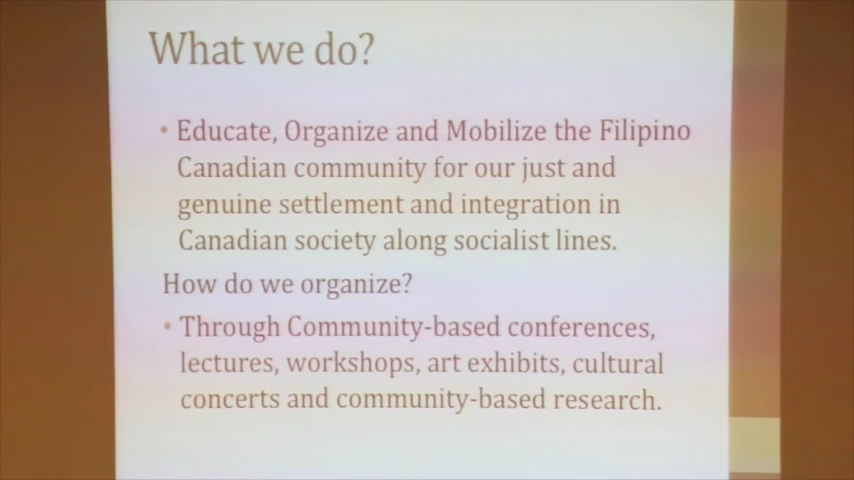 What we do?
• Educate, Organize and Mobilize the Filipino
Canadian community for our just and
genuine settlement and integration in
Canadian society along socialist lines.
How do we organize?
• Through Community-based conferences,
lectures, workshops, art exhibits, cultural
concerts and community-based research.